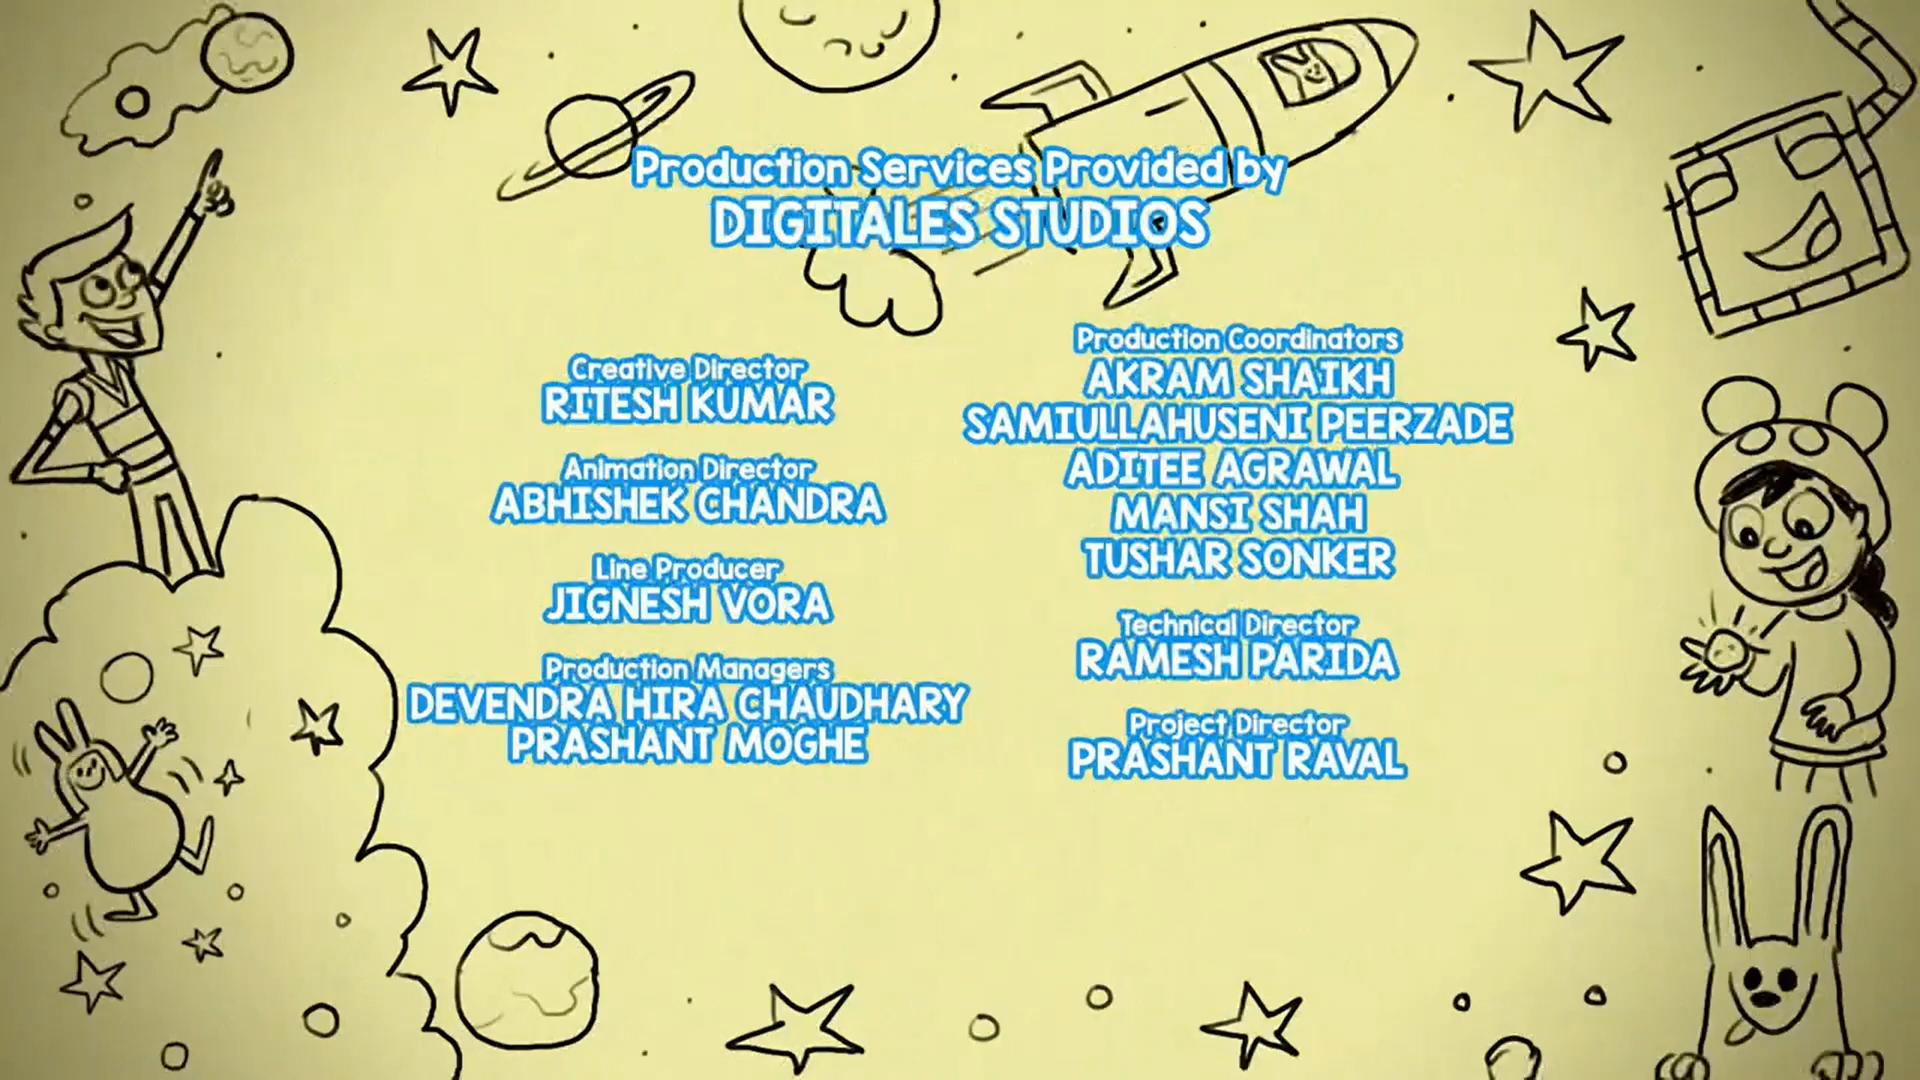 Production Services Provided by
DIGITALES STUDIOS
Creative Director
RITESH KUMAR
Animation Director
ABHISHEK CHANDRA
Line Producer
JIGNESH VORA
Production Managers
DEVENDRA HIRA CHAUDHARY
PRASHANT MOGHE
Production Coordinators
AKRAM SHAIKH
SAMIULLAHUSENI PEERZADE
ADITEE AGRAWAL
MANSI SHAH
TUSHAR SONKER
Technical Director
RAMESH PARIDA
Project Director
PRASHANT RAVAL